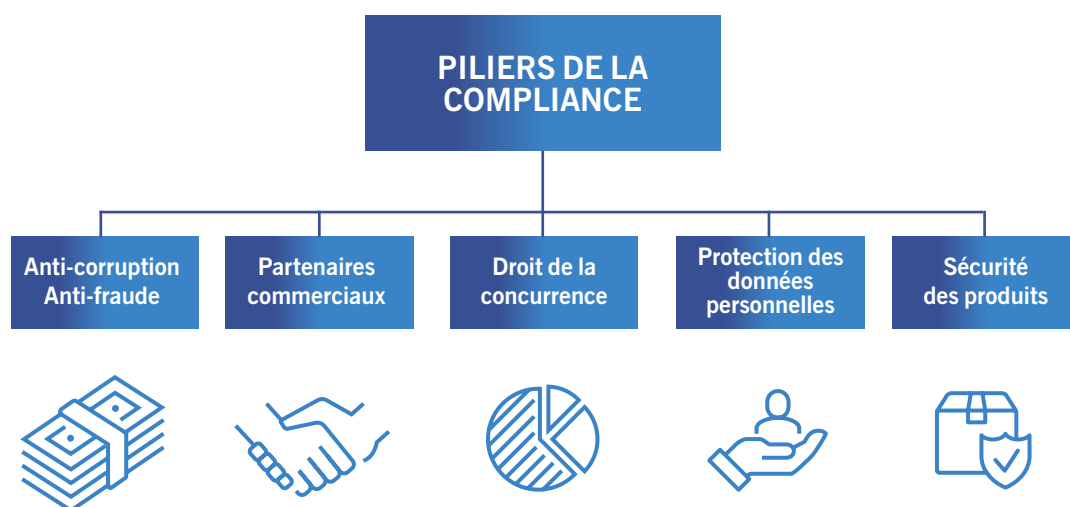 PILIERS DE LA
COMPLIANCE
Anti-corruption
Anti-fraude
Partenaires
commerciaux
Droit de la
concurrence
Protection des
données
personnelles
Sécurité
des produits